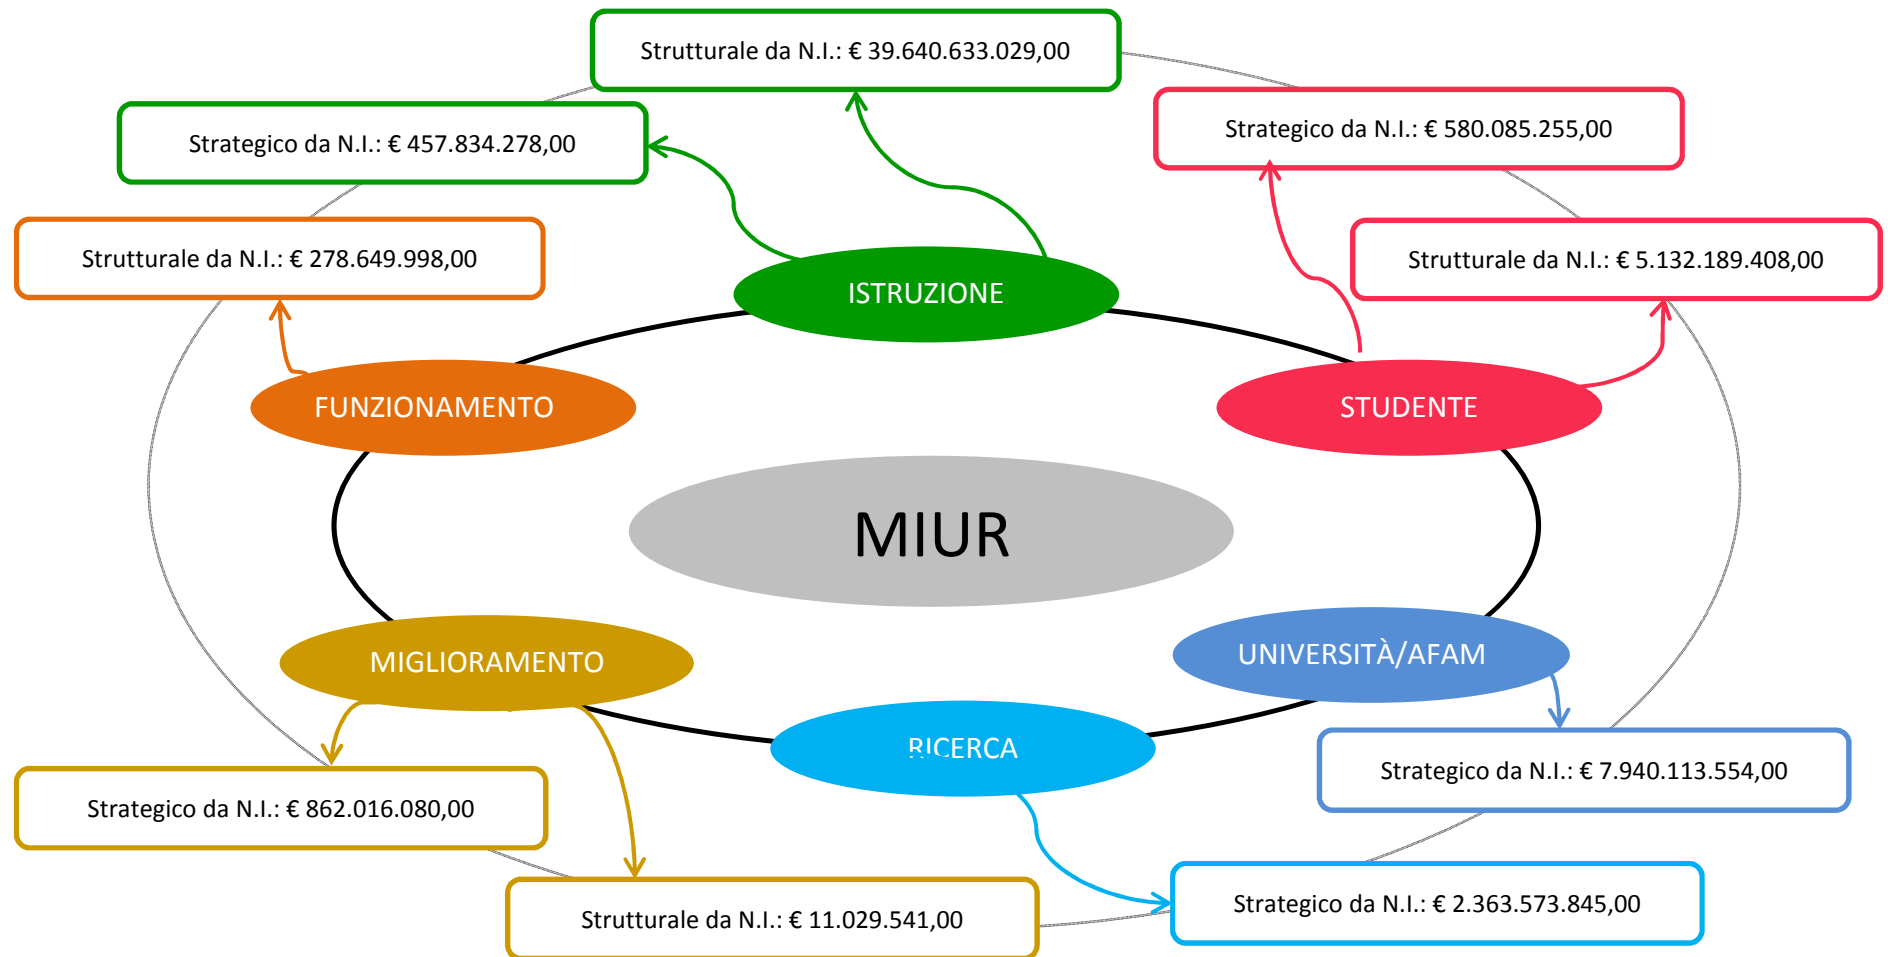 Strutturale da N.I.: € 39.640.633.029,00
Strategico da N.I.: € 457.834.278,00
Strategico da N.I.: € 580.085.255,00
Strutturale da N.I.: € 278.649.998,00
Strutturale da N.I.: € 5.132.189.408,00
ISTRUZIONE
FUNZIONAMENTO
STUDENTE
MIUR
MIGLIORAMENTO
UNIVERSITÀ/AFAM
RICERCA
Strategico da N.I.: € 862.016.080,00
Strategico da N.I.: € 7.940.113.554,00
Strutturale da N.I.: € 11.029.541,00
Strategico da N.I.: € 2.363.573.845,00